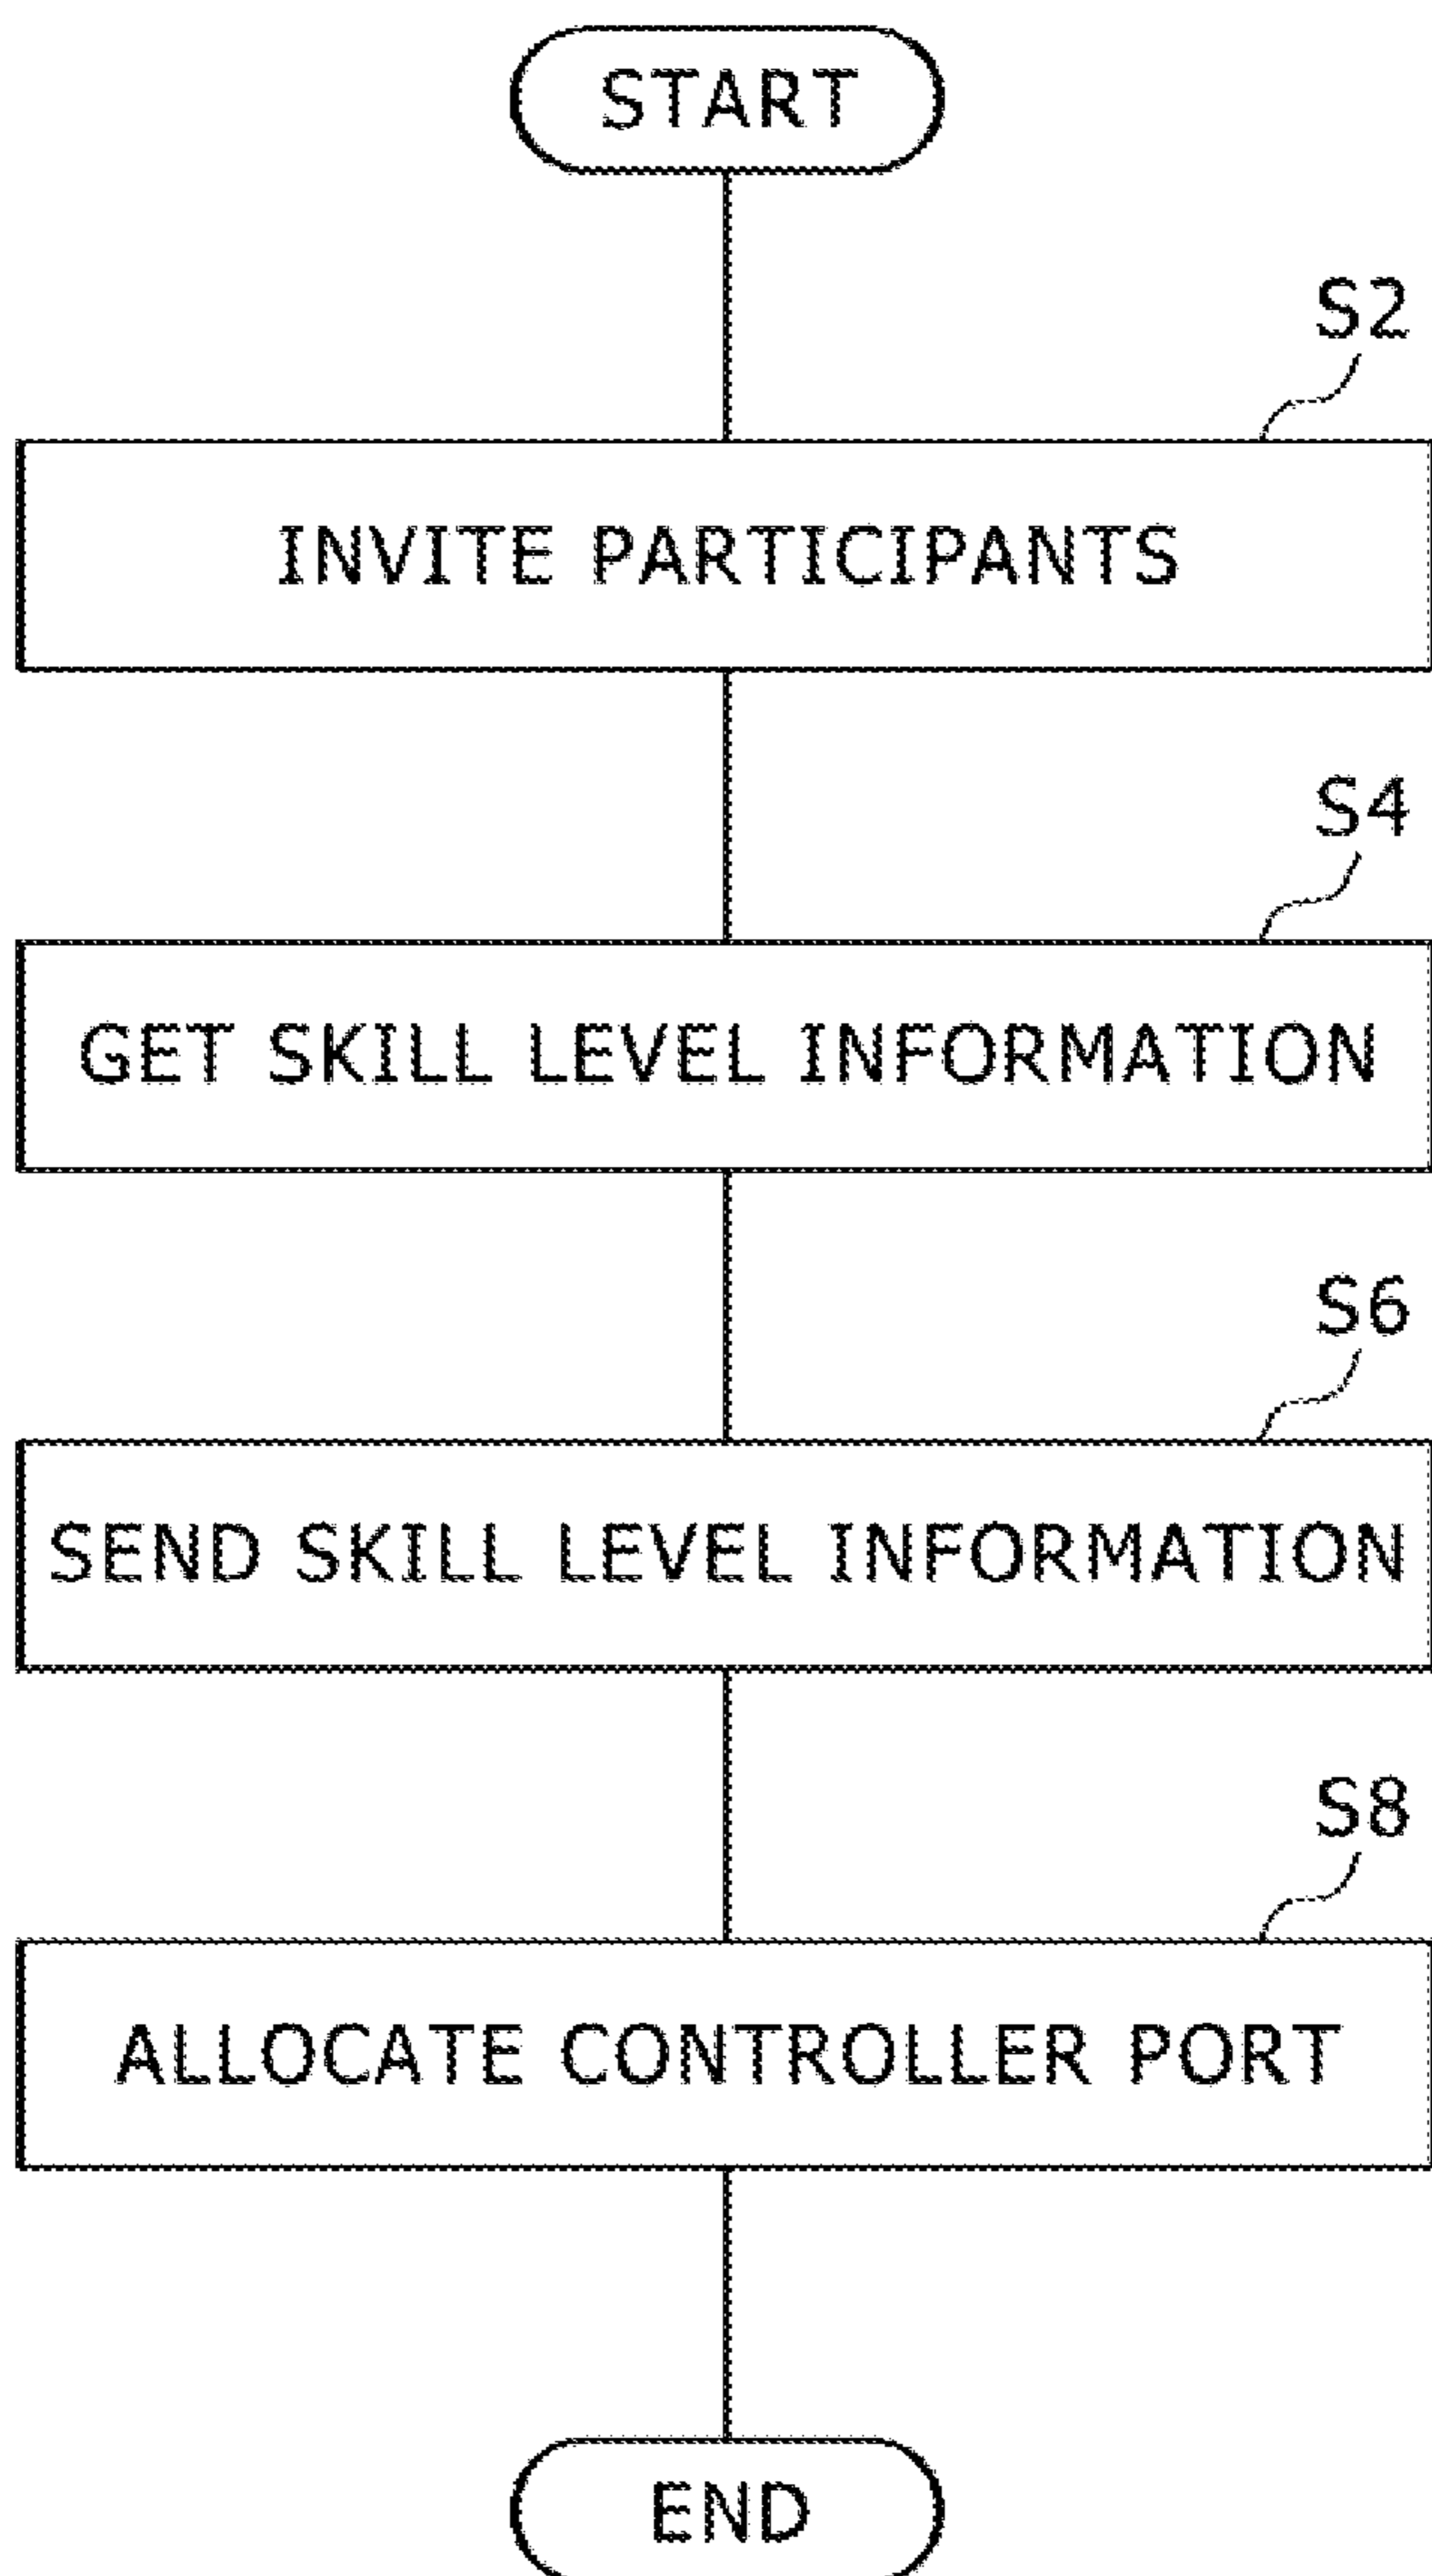 START
S2
INVITE PARTICIPANTS
S4
GET SKILL LEVEL INFORMATION
S6
SEND SKILL LEVEL INFORMATION
S8
ALLOCATE CONTROLLER PORT
END